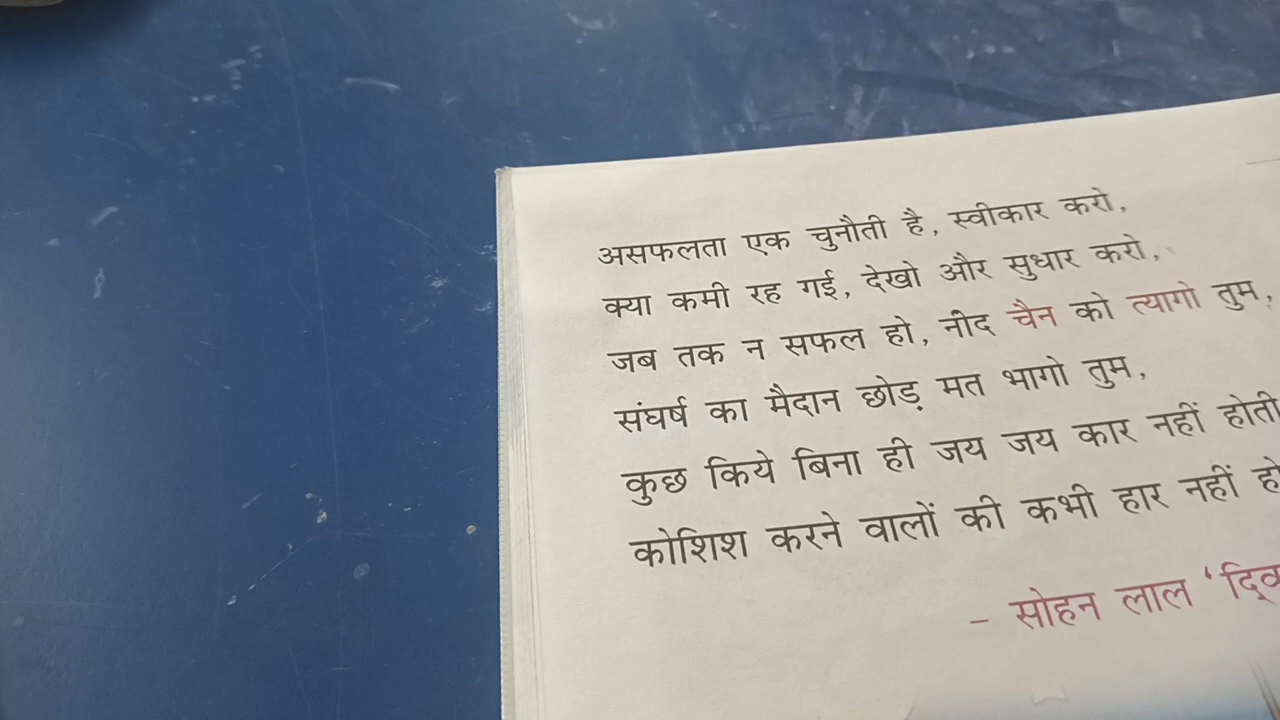 असफलता एक चुनौती है, स्वीकार करो,
क्या कमी रह गई, देखो और सुधार करो,
जब तक न सफल हो, नीद चैन को त्यागो तुम,
संघर्ष का मैदान छोड़ मत भागो तुम,
कुछ किये बिना ही जय जय कार नहीं होती
कोशिश करने वालों की कभी हार नहीं
- सोहन लाल